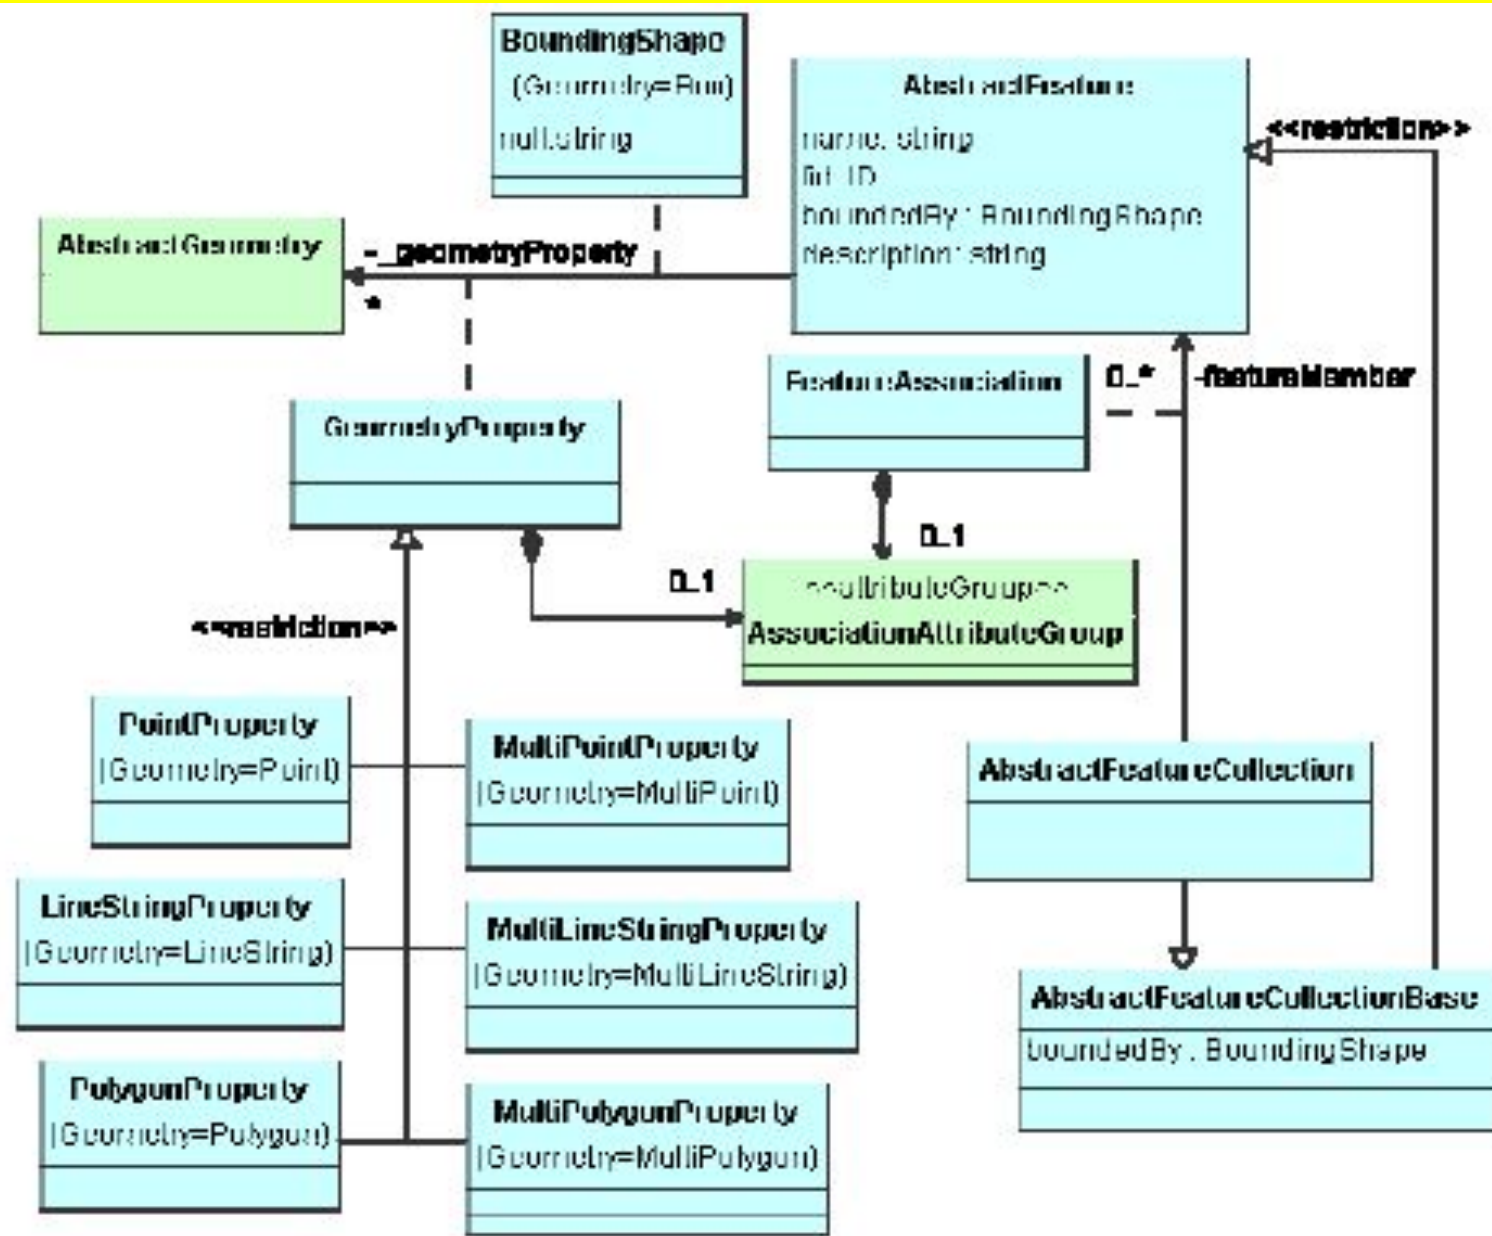 BoundingShape
(Geometry=Box)
null:string
AbstractFeature
name: string
fid: ID
boundedBy : BoundingShape
description: string
<<restriction>>
AbstractGeometry
-_geometryProperty
*
GeometryProperty
FeatureAssociation
0..*
-featureMember
0..1
0..1
<<attributeGroup>>
AssociationAttributeGroup
<<restriction>>
PointProperty
(Geometry=Point)
MultiPointProperty
(Geometry=MultiPoint)
AbstractFeatureCollection
LineStringProperty
(Geometry=LineString)
MultiLineStringProperty
(Geometry=MultiLineString)
AbstractFeatureCollectionBase
boundedBy : BoundingShape
PolygonProperty
(Geometry=Polygon)
MultiPolygonProperty
(Geometry=MultiPolygon)